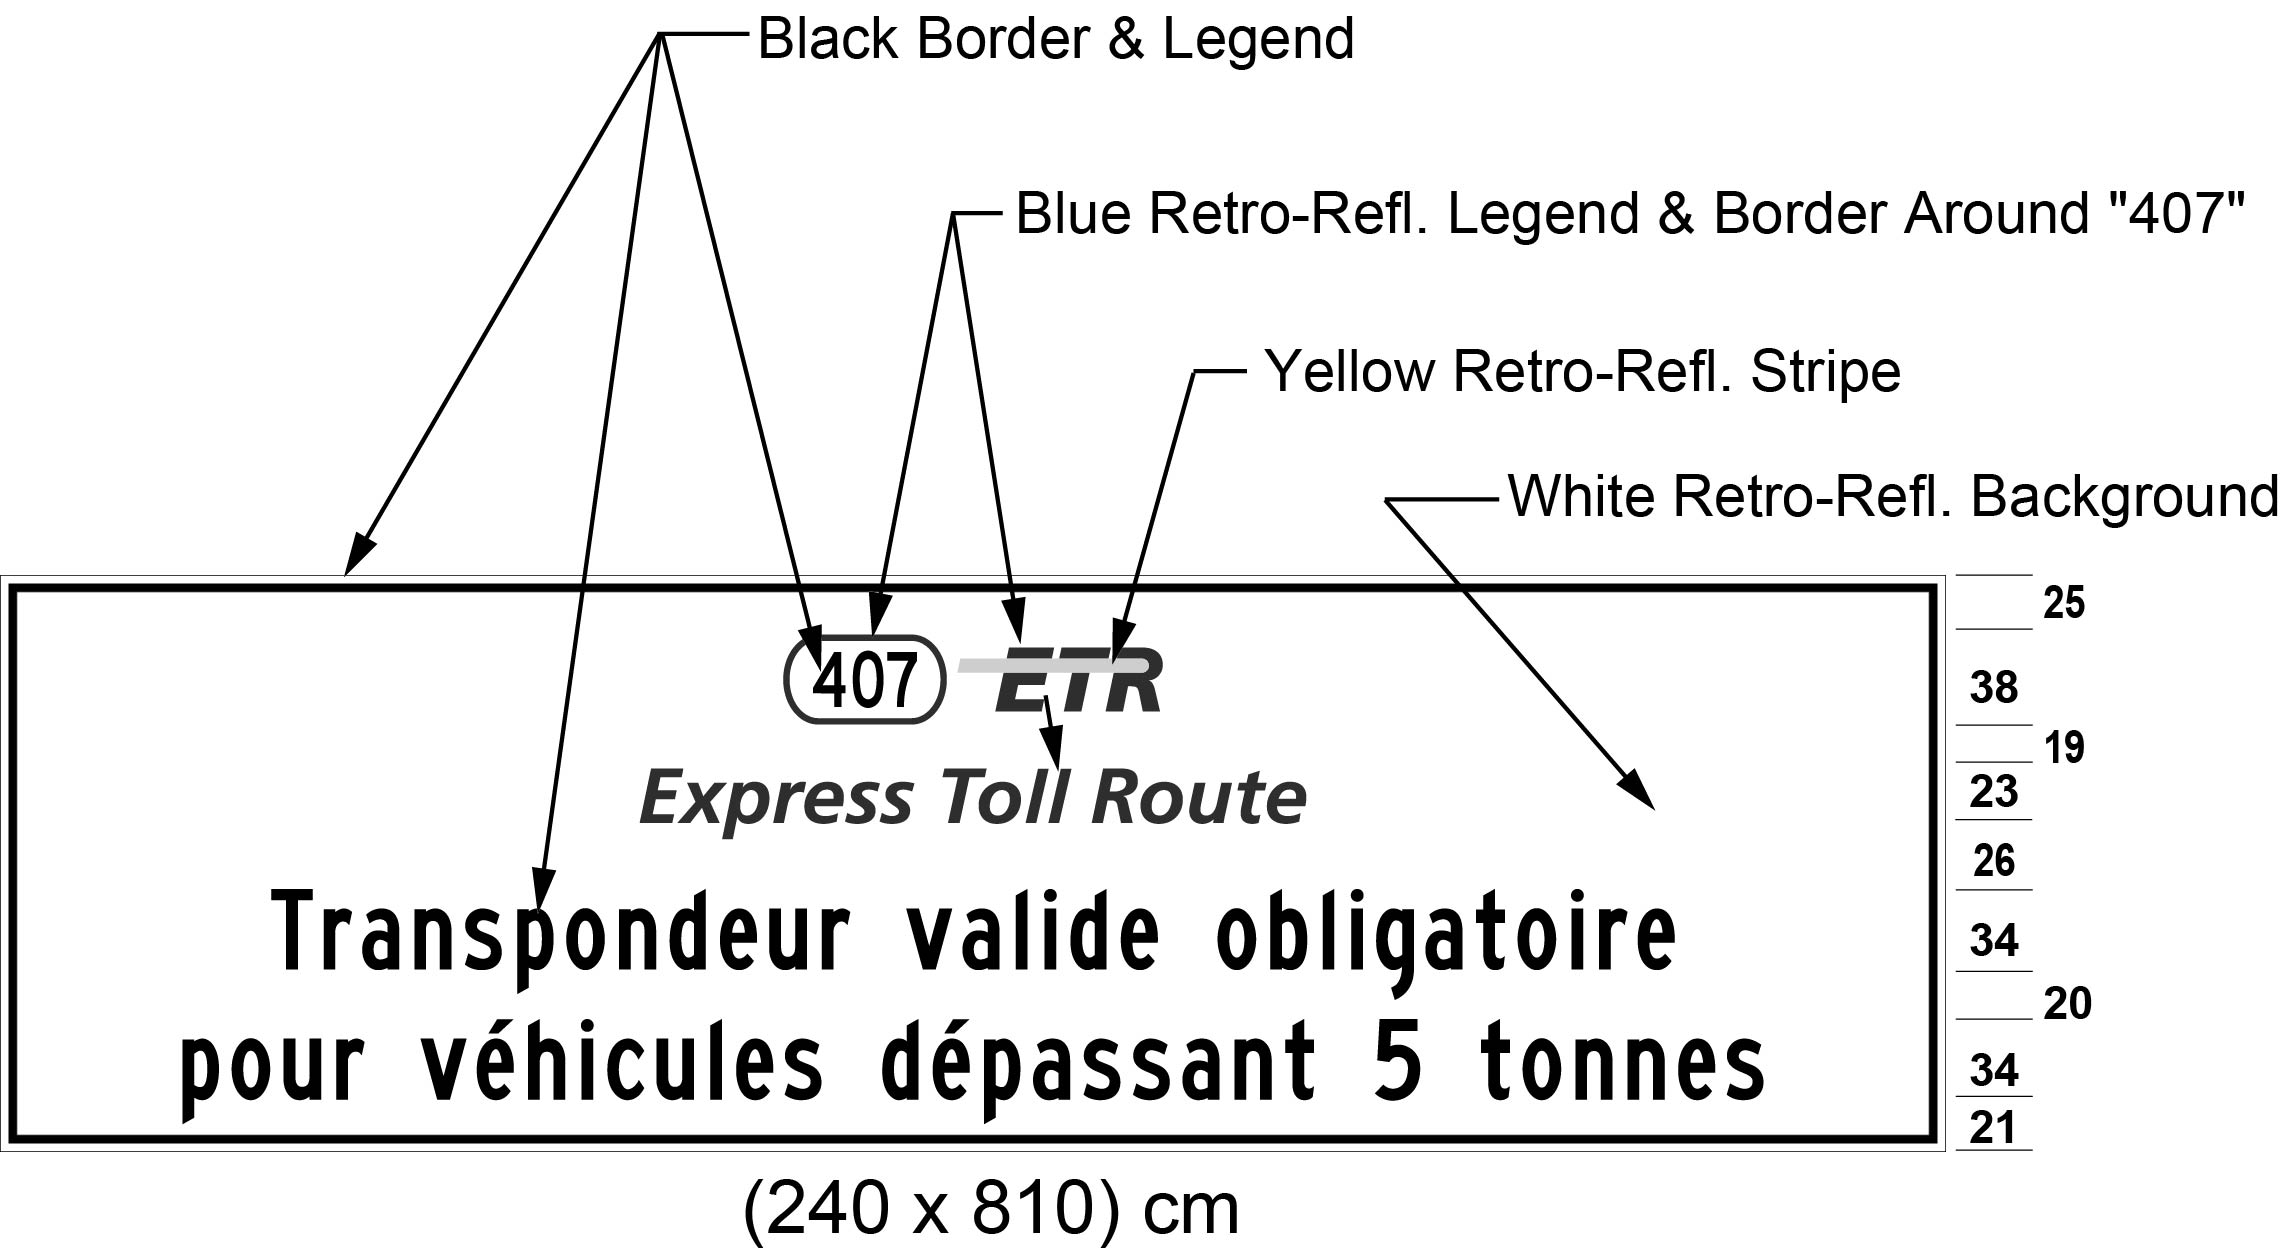 Black Border & Legend
Blue Retro-Refl. Legend & Border Around "407"
Yellow Retro-Refl. Stripe
White Retro-Refl. Background
25
407 ETR
38
19
Express Toll Route
23
26
Transpondeur valide obligatoire
34
20
pour véhicules dépassant 5 tonnes
34
21
(240 x 810) cm